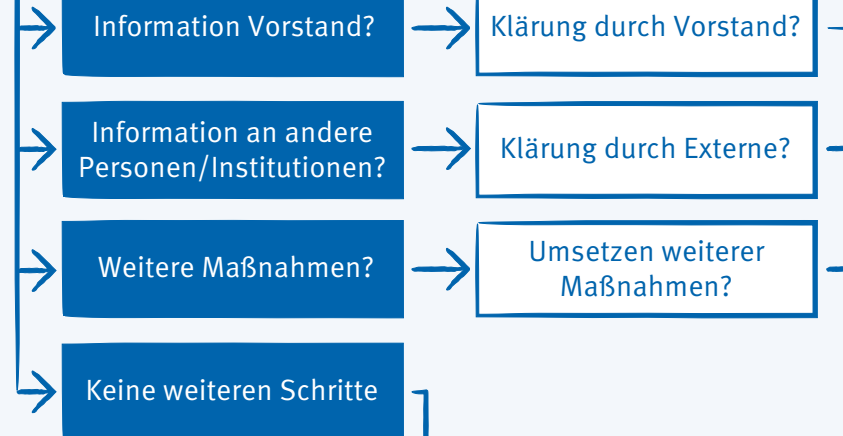 Information Vorstand?
Klärung durch Vorstand?
Information an andere
Personen/Institutionen?
Klärung durch Externe?
Weitere Maßnahmen?
Umsetzen weiterer
Maßnahmen?
Keine weiteren Schritte